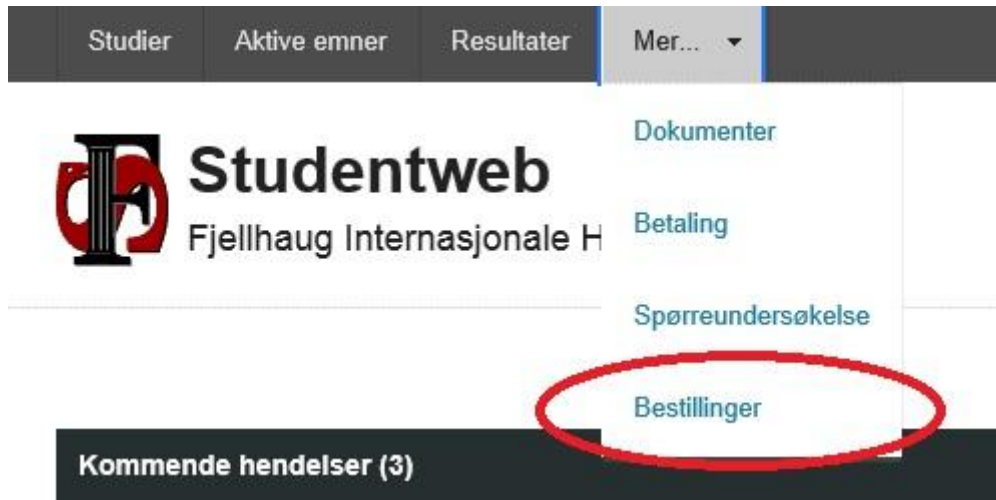 Studier Aktive emner Resultater Mer...
Dokumenter
Studentweb
Betaling
Fjellhaug Internasjonale H
Spørreundersøkelse
Bestillinger
Kommende hendelser (3)